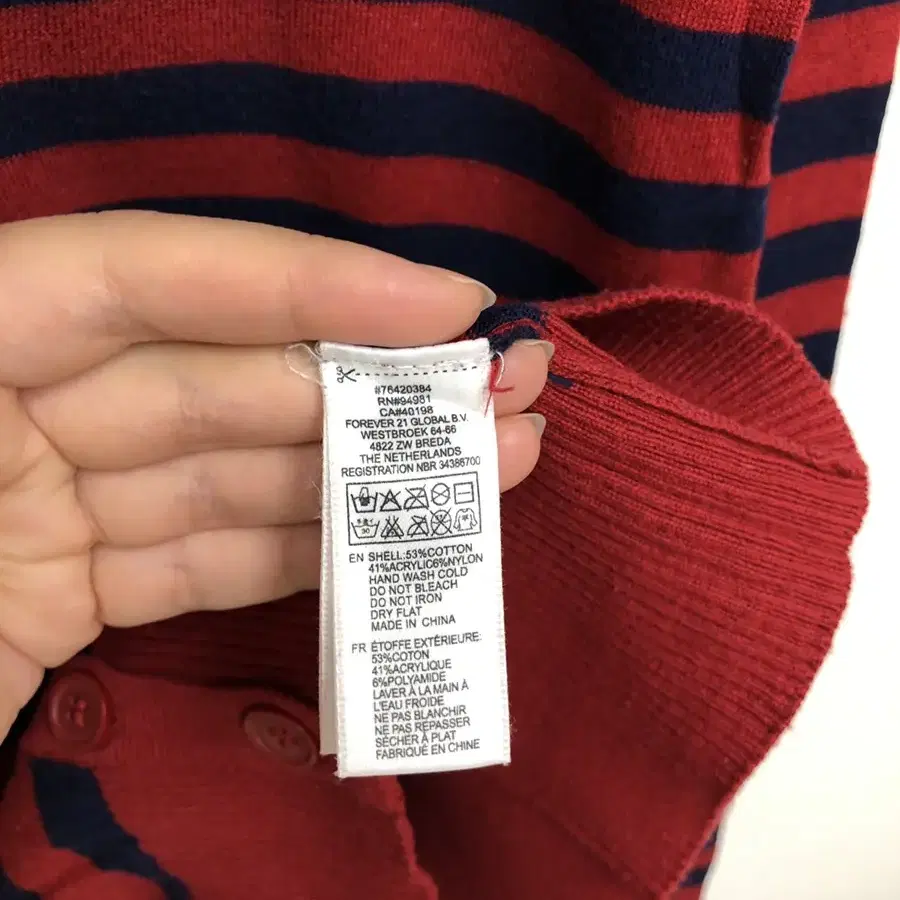 #76420384
RN#94981
CA#40198
FOREVER 21 GLOBAL B.V.
WESTBROEK 64-66
4822 ZW BREDA
THE NETHERLANDS
REGISTRATION NBR 34388700
EN SHELL:53%COTTON
41%ACRYLIC6%NYLON
HAND WASH COLD
DO NOT BLEACH
DO NOT IRON
DRY FLAT
MADE IN CHINA
FR ÉTOFFE EXTÉRIEURE:
53%COTON
41%ACRYLIQUE
6%POLYAMIDE
LAVER À LA MAIN À
L'EAU FROIDE
NE PAS BLANCHIR
NE PAS REPASSER
SÉCHER À PLAT
FABRIQUÉ EN CHINE